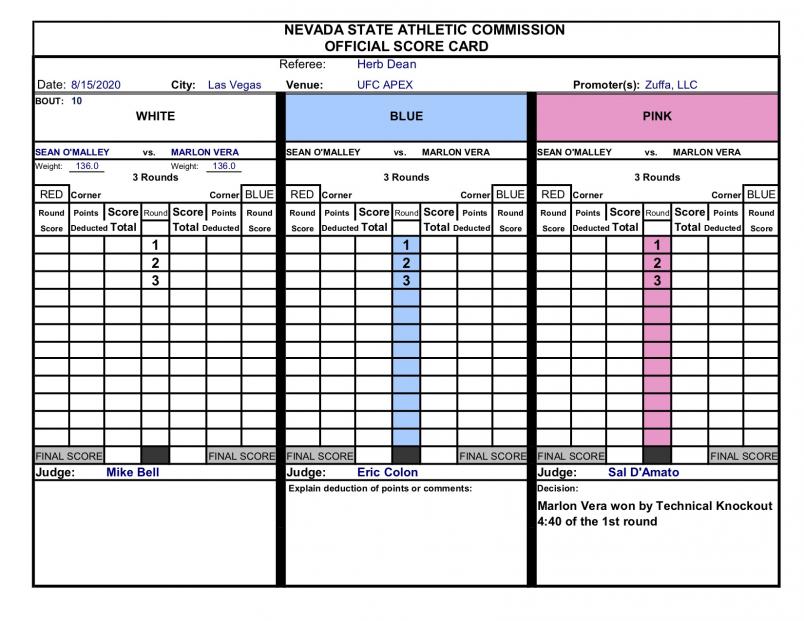 NEVADA STATE ATHLETIC COMMISSION
OFFICIAL SCORE CARD
Referee: Herb Dean
Date: 8/15/2020 City: Las Vegas Venue: UFC APEX Promoter(s): Zuffa, LLC
BOUT: 10
WHITE BLUE PINK
SEAN O'MALLEY vs. MARLON VERA SEAN O'MALLEY vs. MARLON VERA SEAN O'MALLEY vs. MARLON VERA
Weight: 136.0 Weight: 136.0
3 Rounds 3 Rounds 3 Rounds
RED Corner Corner BLUE RED Corner Corner BLUE RED Corner Corner BLUE
Round Points Score Round Score Points Round Round Points Score Round Score Points Round Round Points Score Round Score Points Round
Score Deducted Total Total Deducted Score Score Deducted Total Total Deducted Score Score Deducted Total Total Deducted Score
1 1 1
2 2 2
3 3 3
FINAL SCORE FINAL SCORE FINAL SCORE FINAL SCORE FINAL SCORE FINAL SCORE
Judge: Mike Bell Judge: Eric Colon Judge: Sal D'Amato
Explain deduction of points or comments: Decision:
Marlon Vera won by Technical Knockout
4:40 of the 1st round